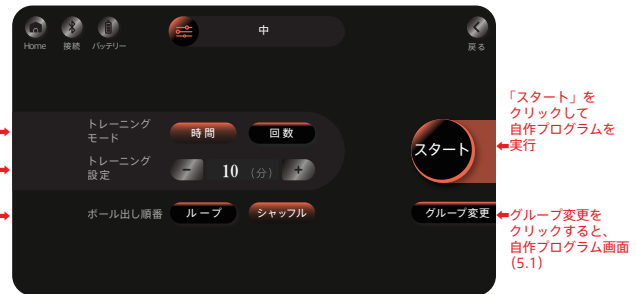 Home 接続 バッテリー
中
戻る
トレーニング
モード
時間
回数
トレーニング
設定
－ 10 (分) ＋
スタート
ボール出し順番
ループ
シャッフル
グループ変更
「スタート」を
クリックして
自作プログラムを
実行
グループ変更を
クリックすると、
自作プログラム画面
（5.1）